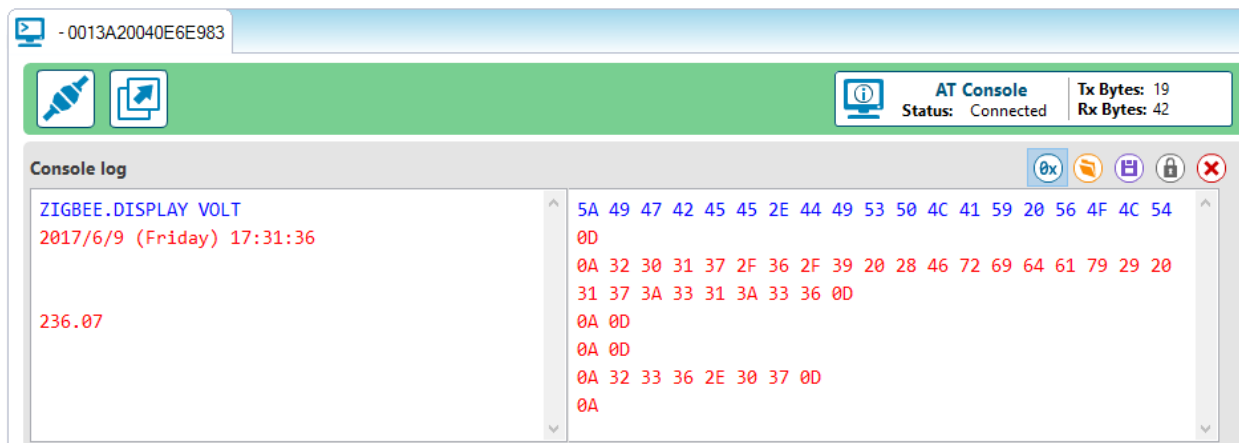 - 0013A20040E6E983
AT Console
Status: Connected
Tx Bytes: 19
Rx Bytes: 42
Console log
0x
ZIGBEE.DISPLAY VOLT
2017/6/9 (Friday) 17:31:36
236.07
5A 49 47 42 45 45 2E 44 49 53 50 4C 41 59 20 56 4F 4C 54
0D
0A 32 30 31 37 2F 36 2F 39 20 28 46 72 69 64 61 79 29 20
31 37 3A 33 31 3A 33 36 0D
0A 0D
0A 0D
0A 32 33 36 2E 30 37 0D
0A